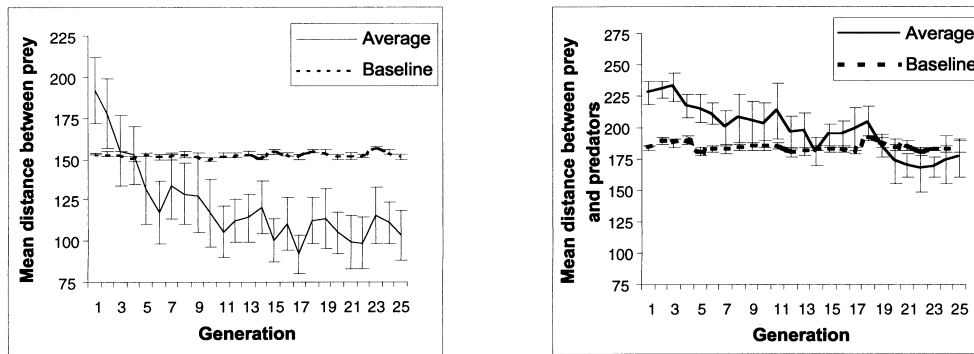 Mean distance between prey
225
200
175
150
125
100
75
1 3 5 7 9 11 13 15 17 19 21 23 25
Generation
Average
Baseline
Mean distance between prey
and predators
275
250
225
200
175
150
125
100
75
1 3 5 7 9 11 13 15 17 19 21 23 25
Generation
Average
Baseline